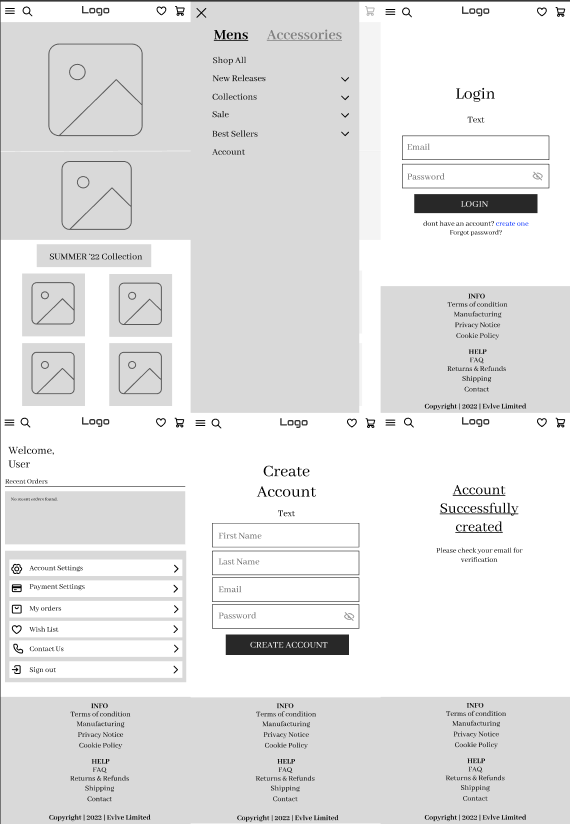 Logo
SUMMER '22 Collection
Mens Accessories
Shop All
New Releases
Collections
Sale
Best Sellers
Account
Logo
Login
Text
Email
Password
LOGIN
dont have an account? create one
Forgot password?
INFO
Terms of condition
Manufacturing
Privacy Notice
Cookie Policy
HELP
FAQ
Returns & Refunds
Shipping
Contact
Copyright | 2022 | Evlve Limited
Logo
Welcome,
User
Recent Orders
No recent orders found.
Account Settings
Payment Settings
My orders
Wish List
Contact Us
Sign out
INFO
Terms of condition
Manufacturing
Privacy Notice
Cookie Policy
HELP
FAQ
Returns & Refunds
Shipping
Contact
Copyright | 2022 | Evlve Limited
Logo
Create
Account
Text
First Name
Last Name
Email
Password
CREATE ACCOUNT
INFO
Terms of condition
Manufacturing
Privacy Notice
Cookie Policy
HELP
FAQ
Returns & Refunds
Shipping
Contact
Copyright | 2022 | Evlve Limited
Logo
Account
Successfully
created
Please check your email for
verification
INFO
Terms of condition
Manufacturing
Privacy Notice
Cookie Policy
HELP
FAQ
Returns & Refunds
Shipping
Contact
Copyright | 2022 | Evlve Limited